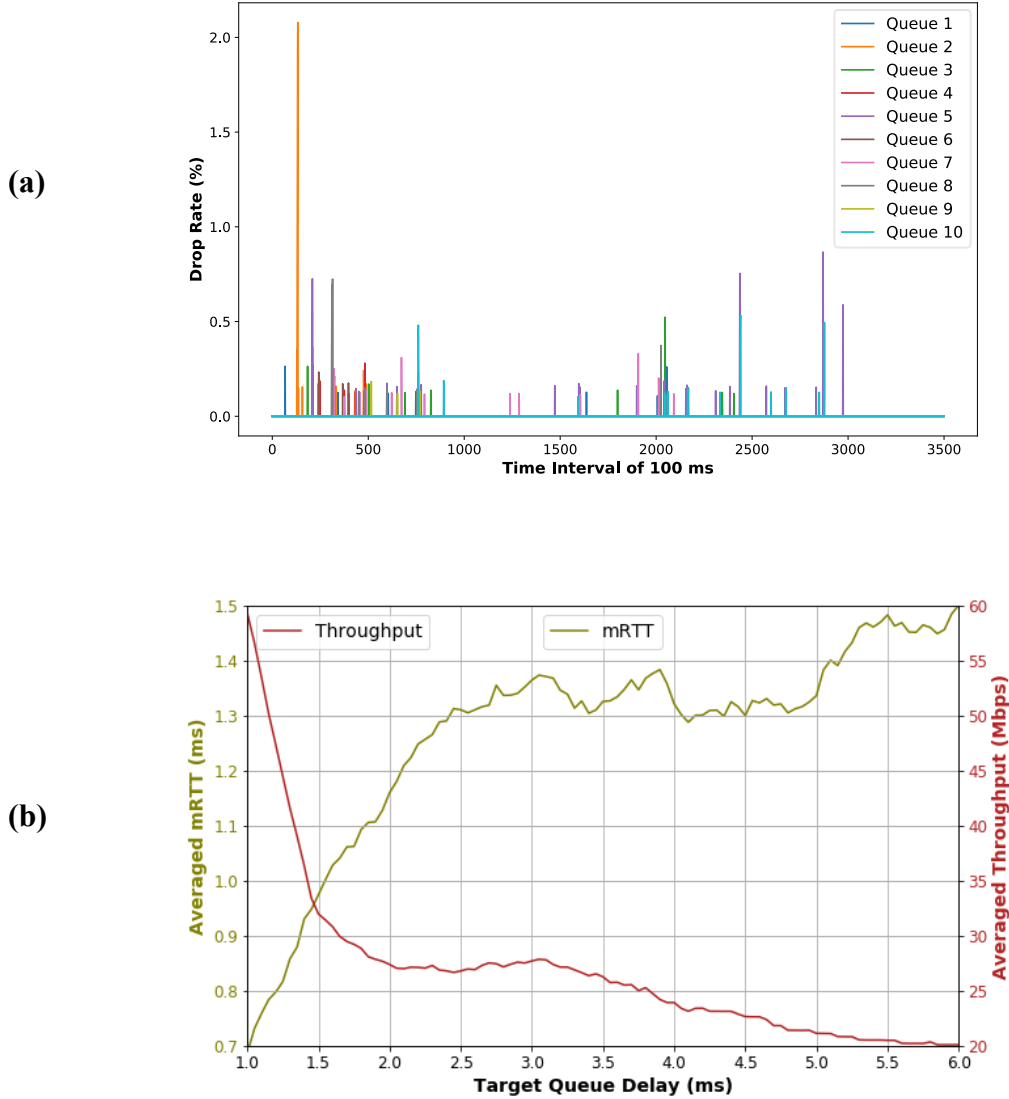 (a)
Drop Rate (%)
2.0
1.5
1.0
0.5
0.0
Queue 1
Queue 2
Queue 3
Queue 4
Queue 5
Queue 6
Queue 7
Queue 8
Queue 9
Queue 10
0 500 1000 1500 2000 2500 3000 3500
Time Interval of 100 ms
(b)
Averaged mRTT (ms)
1.5
1.4
1.3
1.2
1.1
1.0
0.9
0.8
0.7
Throughput
mRTT
60
55
50
45
40
35
30
25
20
Averaged Throughput (Mbps)
1.0 1.5 2.0 2.5 3.0 3.5 4.0 4.5 5.0 5.5 6.0
Target Queue Delay (ms)